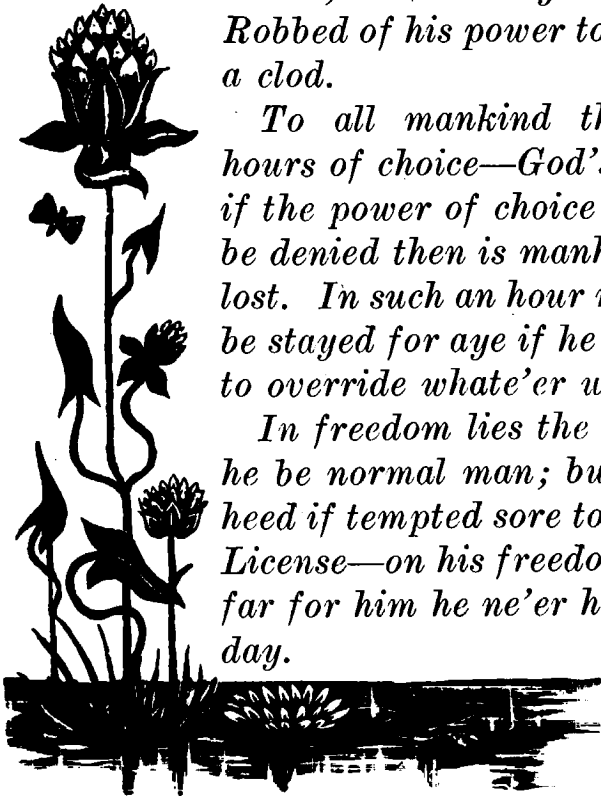 Robbed of his power to
a clod.
To all mankind th
hours of choice—God's
if the power of choice
be denied then is mank
lost. In such an hour
be stayed for aye if he
to override whate'er
In freedom lies the
he be normal man; bu
heed if tempted sore to
License—on his freedo
far for him he ne'er h
day.